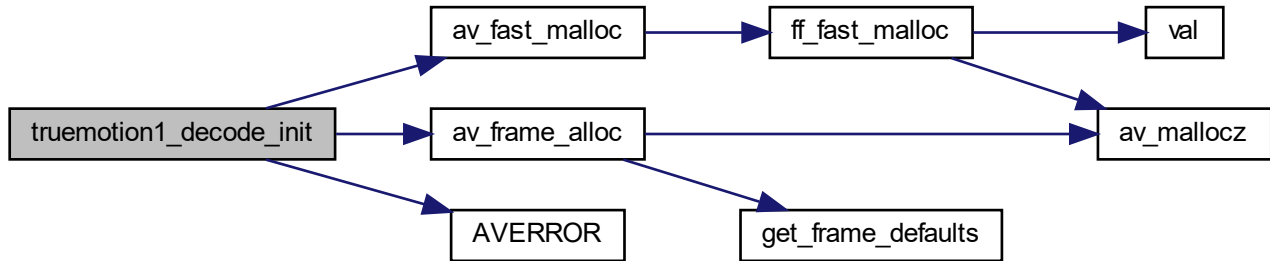 av_fast_malloc
ff_fast_malloc
val
truemotion1_decode_init
av_frame_alloc
av_mallocz
AVERROR
get_frame_defaults